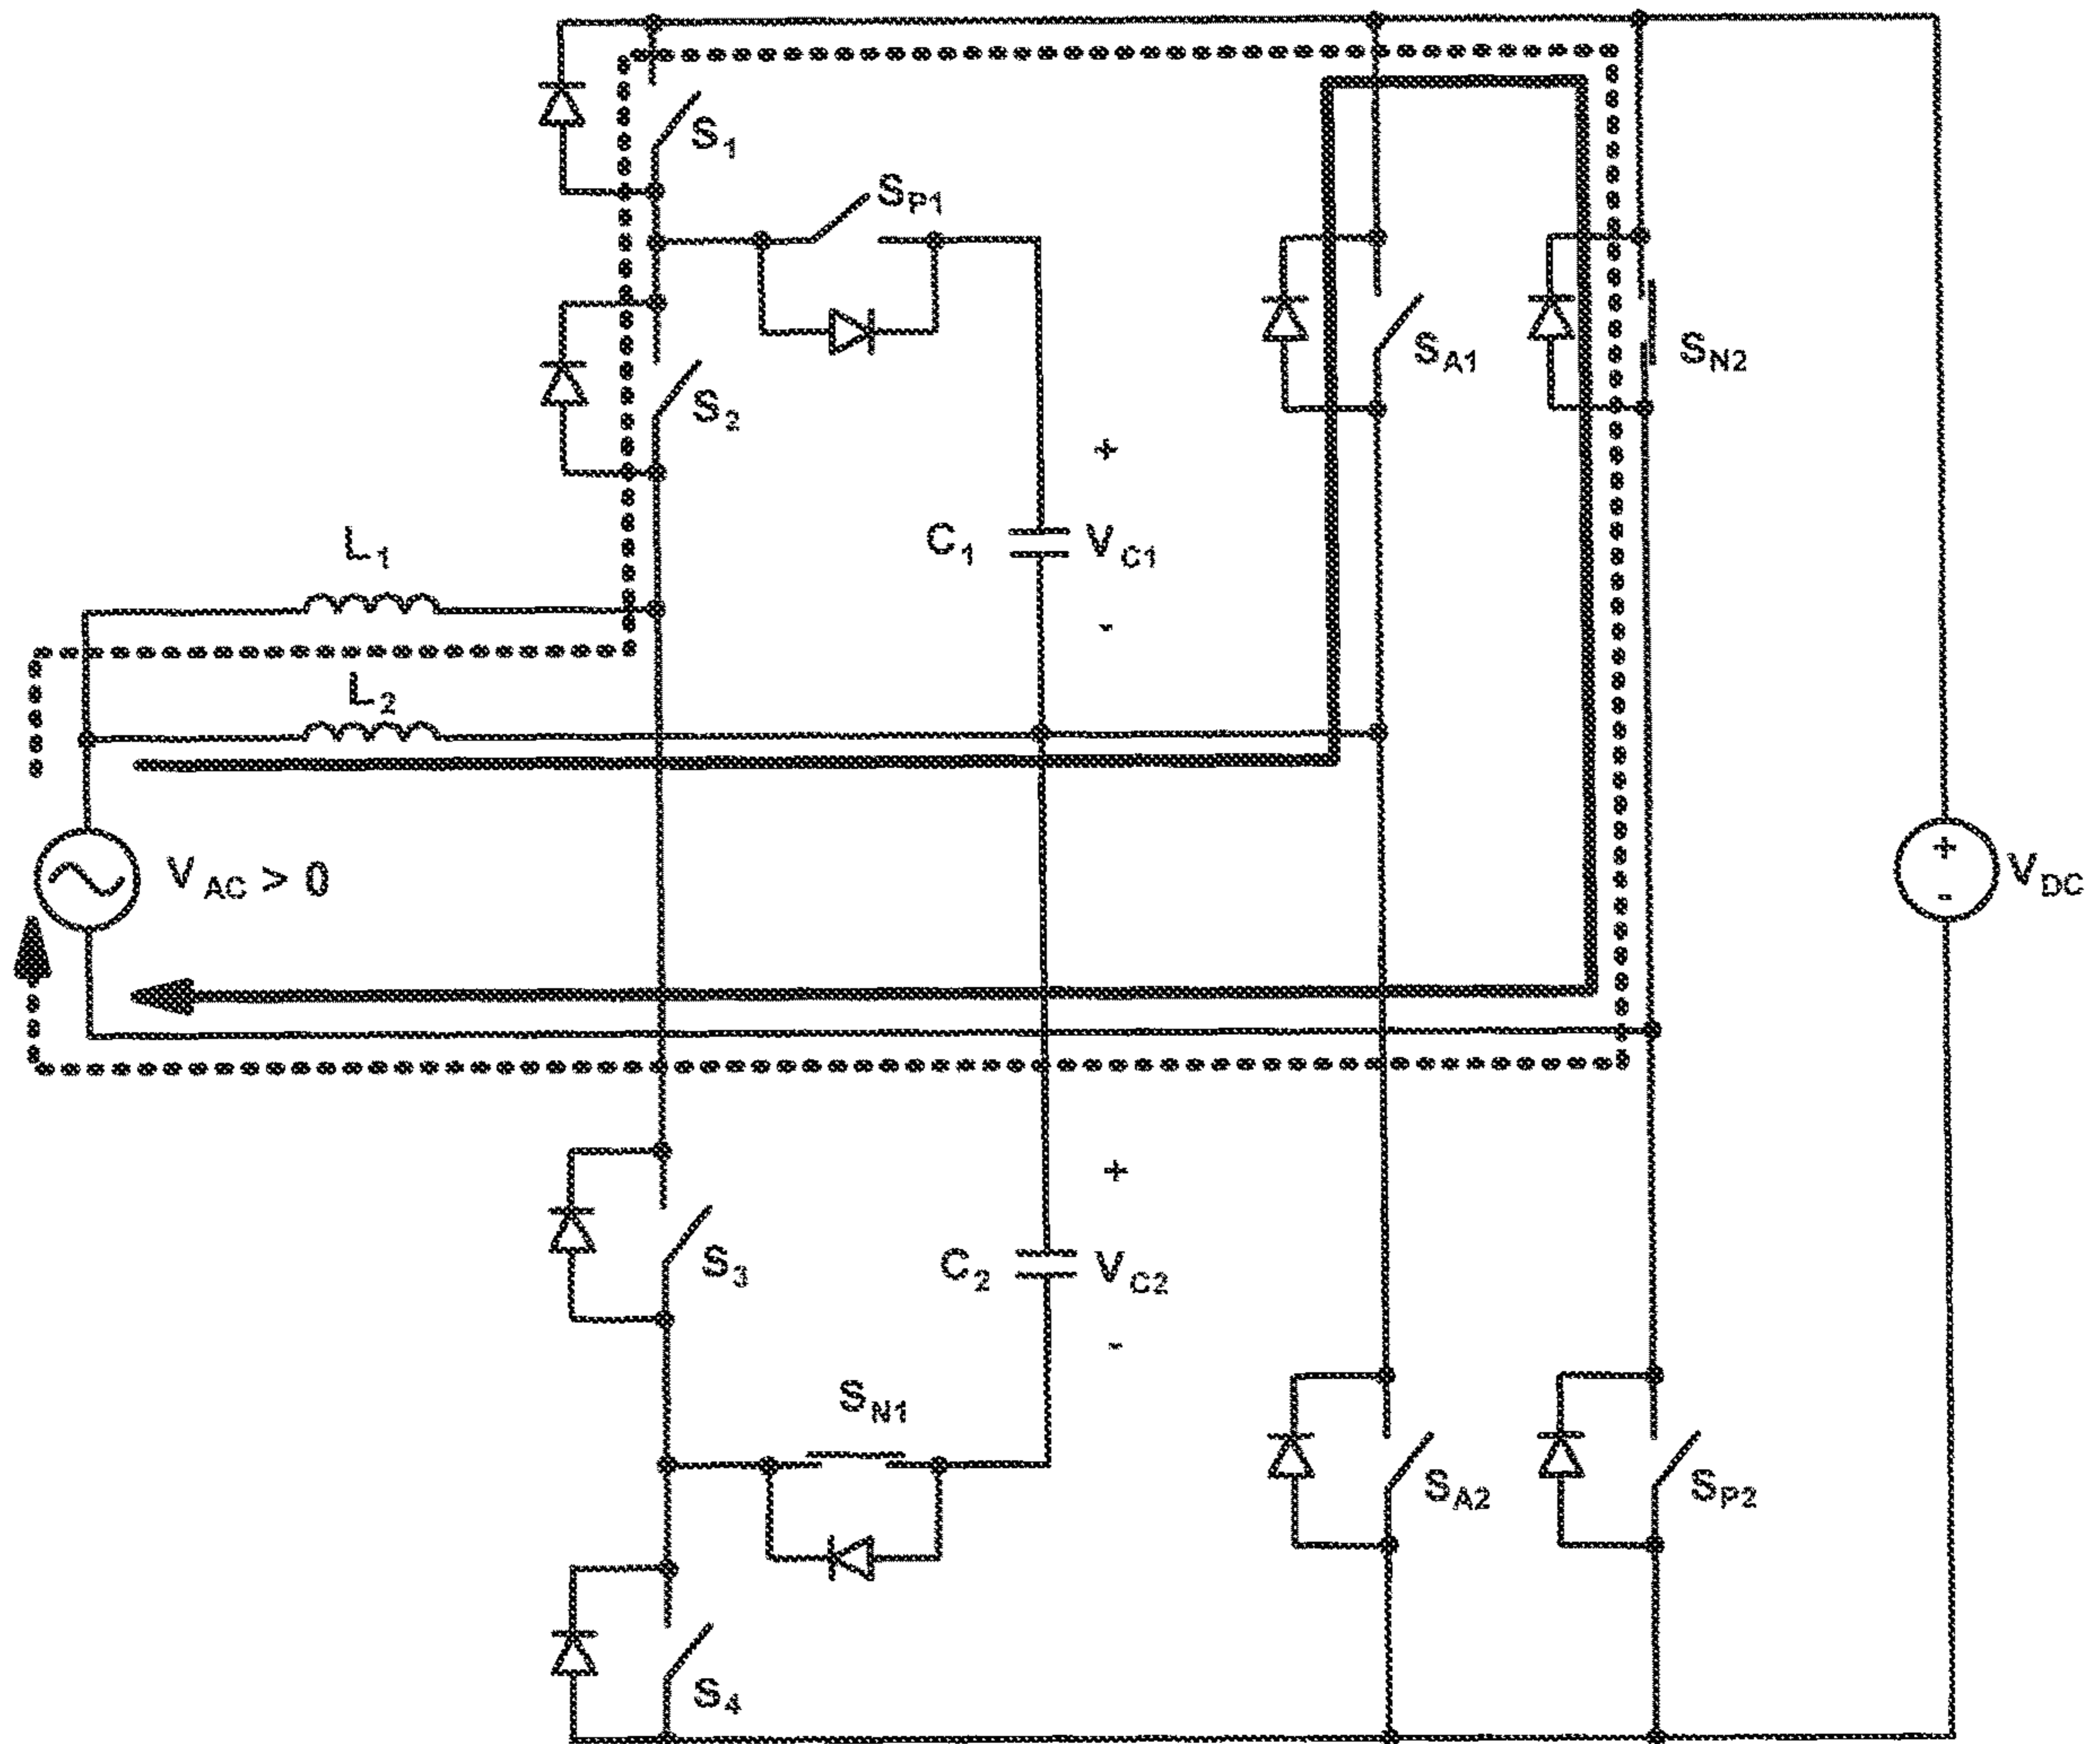 S1
SP1
SA1
SN2
S2
+
L1
C1
VC1
-
L2
VAC > 0
+
-
VDC
+
S3
C2
VC2
-
SN1
SA2
SP2
S4